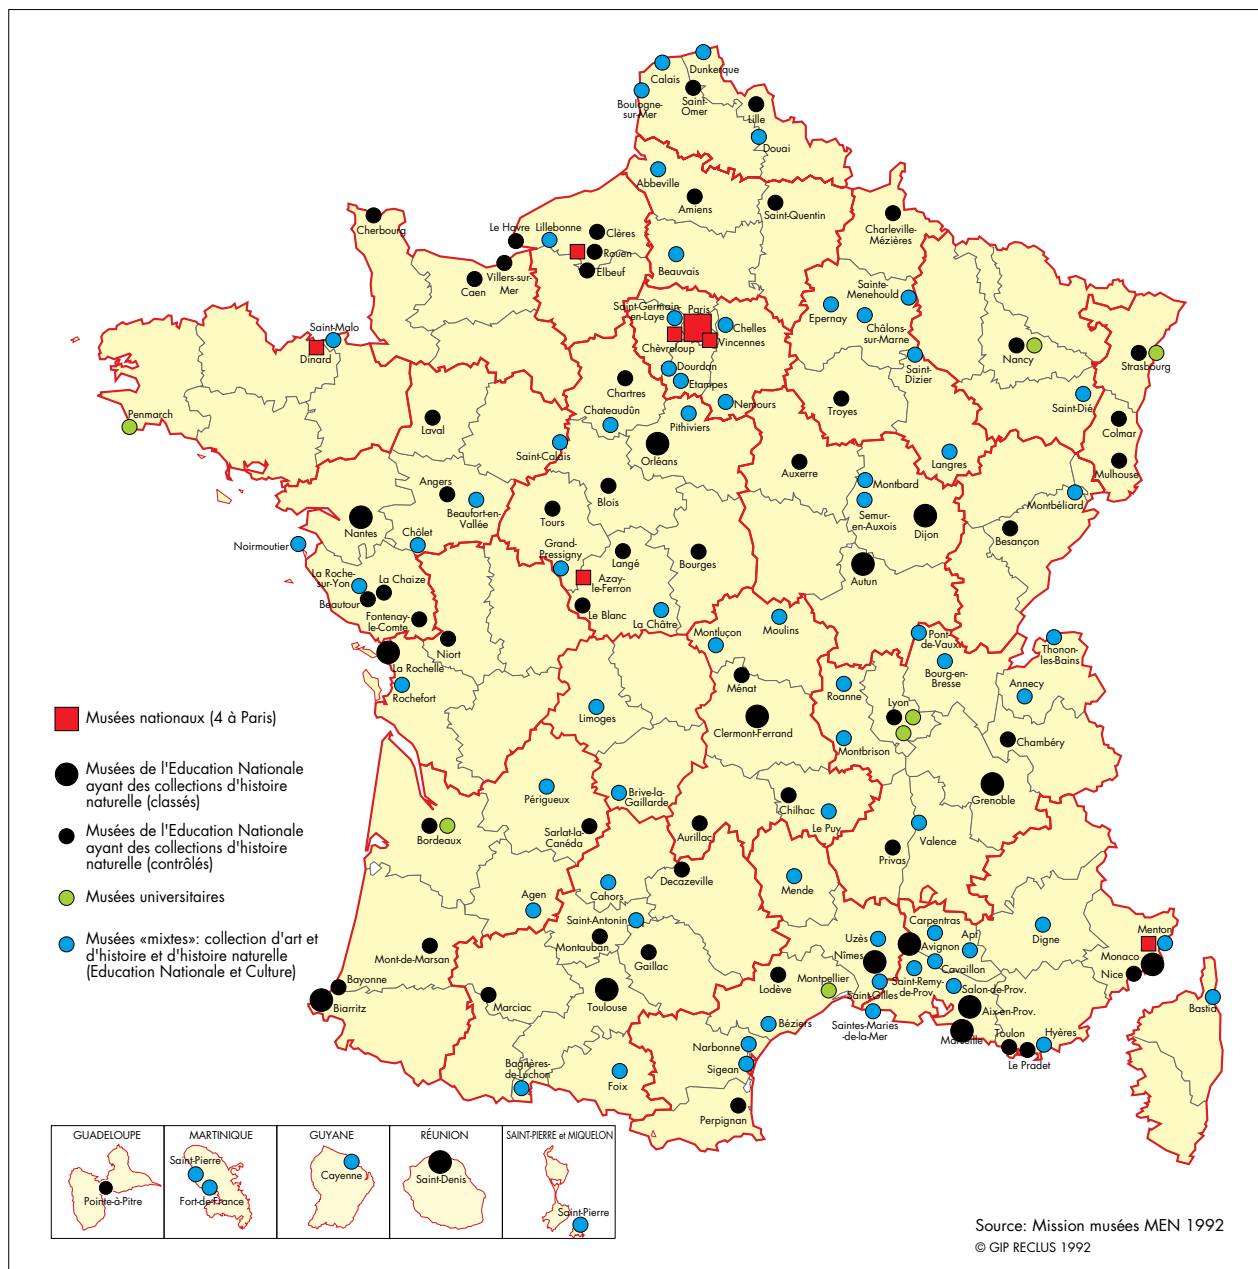 Dunkerque
Calais
Saint-
Omer
Boulogne-
sur-Mer
Lille
Douai
Abbeville
Amiens
Saint-Quentin
Charleville-
Mézières
Cherbourg
Le Havre
Lillebonne
Clères
Rouen
Elbeuf
Villers-sur-
Mer
Caen
Beauvais
Sainte-
Menehould
Epernay
Châlons-
sur-Marne
Saint-Germain-
en-Laye
Paris
Chelles
Vincennes
Chèvreloup
Saint-
Dizier
Nancy
Strasbourg
Saint-Malo
Dinard
Dourdan
Etampes
Nemours
Chartres
Chateaudûn
Pithiviers
Troyes
Saint-Dié
Colmar
Penmarch
Laval
Saint-Calais
Orléans
Auxerre
Langres
Mulhouse
Montbéliard
Montbard
Semur-
en-Auxois
Dijon
Besançon
Angers
Beaufort-en-
Vallée
Blois
Tours
Nantes
Noirmoutier
Chôlet
Grand-
Pressigny
Langé
Bourges
Autun
La Roche-
sur-Yon
La Chaize
Beautour
Fontenay-
le-Comte
Azay-
le-Ferron
Le Blanc
La Châtre
Niort
La Rochelle
Rochefort
Montluçon
Moulins
Pont-
de-Vaux
Bourg-en-
Bresse
Thonon-
les-Bains
Annecy
Ménat
Roanne
Lyon
Limoges
Clermont-Ferrand
Montbrison
Chambéry
Grenoble
Périgueux
Brive-la-
Gaillarde
Chilhac
Le Puy
Valence
Bordeaux
Sarlat-la-
Canéda
Aurillac
Privas
Decazeville
Mende
Cahors
Agen
Saint-Antonin
Montauban
Gaillac
Mont-de-Marsan
Bayonne
Biarritz
Marciac
Toulouse
Lodève
Montpellier
Uzès
Nîmes
Carpentras
Avignon
Apt
Cavaillon
Saint-Remy-
de-Prov.
Saint-Gilles
Salon-de-Prov.
Aix-en-Prov.
Saintes-Maries
-de-la-Mer
Marseille
Toulon
Hyères
Le Pradet
Digne
Menton
Monaco
Nice
Bastia
Béziers
Narbonne
Sigean
Bagnères-
de-Luchon
Foix
Perpignan
Musées nationaux (4 à Paris)
Musées de l'Education Nationale
ayant des collections d'histoire
naturelle (classés)
Musées de l'Education Nationale
ayant des collections d'histoire
naturelle (contrôlés)
Musées universitaires
Musées «mixtes»: collection d'art et
d'histoire et d'histoire naturelle
(Education Nationale et Culture)
GUADELOUPE
Pointe-à-Pitre
MARTINIQUE
Saint-Pierre
Fort-de-France
GUYANE
Cayenne
RÉUNION
Saint-Denis
SAINT-PIERRE et MIQUELON
Saint-Pierre
Source: Mission musées MEN 1992
© GIP RECLUS 1992